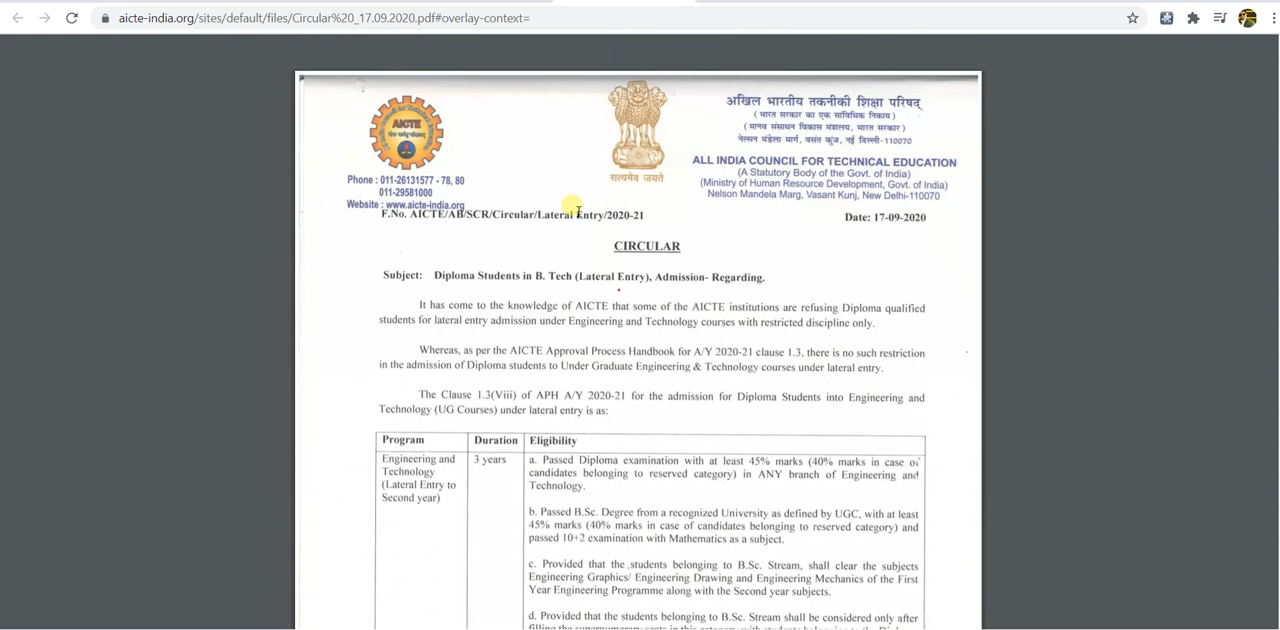 aicte-india.org/sites/default/files/Circular%20_17.09.2020.pdf#overlay-context=
AICTE
Phone : 011-26131577 - 78, 80
011-29581000
Website : www.aicte-india.org
सत्यमेव जयते
अखिल भारतीय तकनीकी शिक्षा परिषद्
( भारत सरकार का एक सांविधिक निकाय )
( मानव संसाधन विकास मंत्रालय, भारत सरकार )
नेल्सन मंडेला मार्ग, वसंत कुंज, नई दिल्ली-110070
ALL INDIA COUNCIL FOR TECHNICAL EDUCATION
(A Statutory Body of the Govt. of India)
(Ministry of Human Resource Development, Govt. of India)
Nelson Mandela Marg, Vasant Kunj, New Delhi-110070
F.No. AICTE/AB/SCR/Circular/Lateral Entry/2020-21
Date: 17-09-2020
CIRCULAR
Subject: Diploma Students in B. Tech (Lateral Entry), Admission- Regarding.
It has come to the knowledge of AICTE that some of the AICTE institutions are refusing Diploma qualified
students for lateral entry admission under Engineering and Technology courses with restricted discipline only.
Whereas, as per the AICTE Approval Process Handbook for A/Y 2020-21 clause 1.3, there is no such restriction
in the admission of Diploma students to Under Graduate Engineering & Technology courses under lateral entry.
The Clause 1.3(Viii) of APH A/Y 2020-21 for the admission for Diploma Students into Engineering and
Technology (UG Courses) under lateral entry is as:
Program Duration Eligibility
Engineering and
Technology
(Lateral Entry to
Second year)
3 years
a. Passed Diploma examination with at least 45% marks (40% marks in case of
candidates belonging to reserved category) in ANY branch of Engineering and
Technology.
b. Passed B.Sc. Degree from a recognized University as defined by UGC, with at least
45% marks (40% marks in case of candidates belonging to reserved category) and
passed 10+2 examination with Mathematics as a subject.
c. Provided that the students belonging to B.Sc. Stream, shall clear the subjects
Engineering Graphics/ Engineering Drawing and Engineering Mechanics of the First
Year Engineering Programme along with the Second year subjects.
d. Provided that the students belonging to B.Sc. Stream shall be considered only after